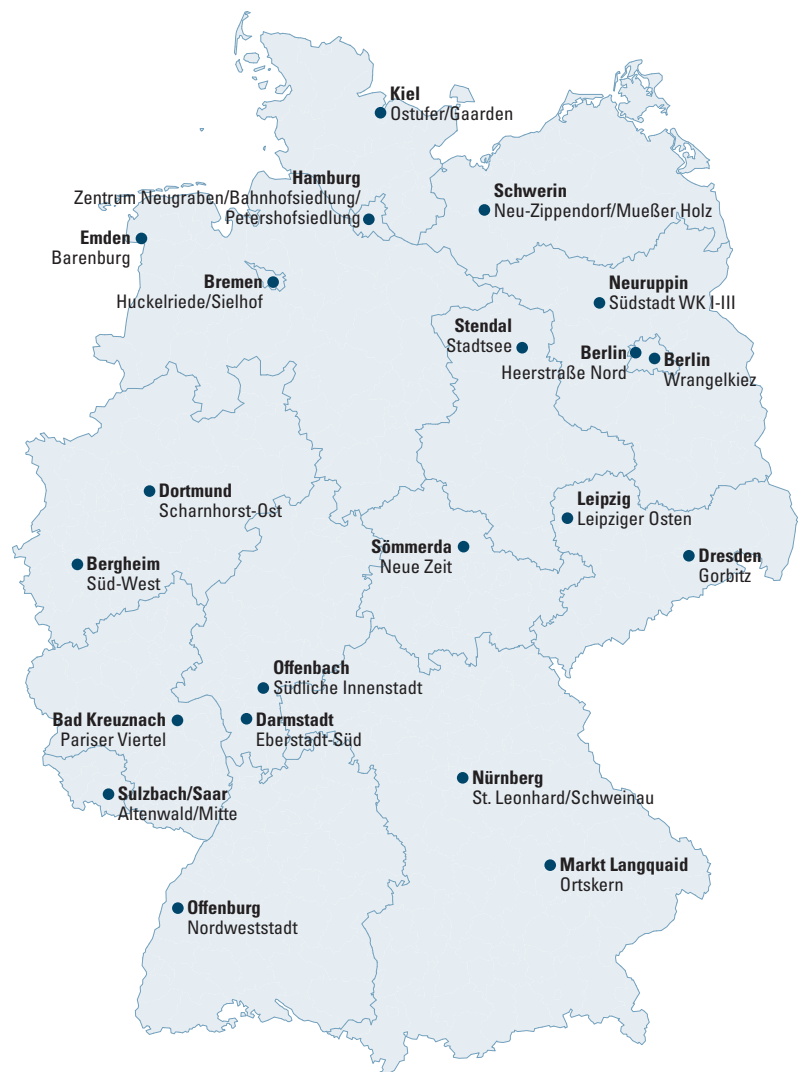 Kiel
Ostufer/Gaarden
Hamburg
Zentrum Neugraben/Bahnhofsiedlung/
Petershofsiedlung
Schwerin
Neu-Zippendorf/Mueßer Holz
Emden
Barenburg
Bremen
Huckelriede/Sielhof
Neuruppin
Südstadt WK I-III
Stendal
Stadtsee
Berlin
Heerstraße Nord
Berlin
Wrangelkiez
Dortmund
Scharnhorst-Ost
Leipzig
Leipziger Osten
Sömmerda
Neue Zeit
Dresden
Gorbitz
Bergheim
Süd-West
Offenbach
Südliche Innenstadt
Bad Kreuznach
Pariser Viertel
Darmstadt
Eberstadt-Süd
Sulzbach/Saar
Altenwald/Mitte
Nürnberg
St. Leonhard/Schweinau
Markt Langquaid
Ortskern
Offenburg
Nordweststadt